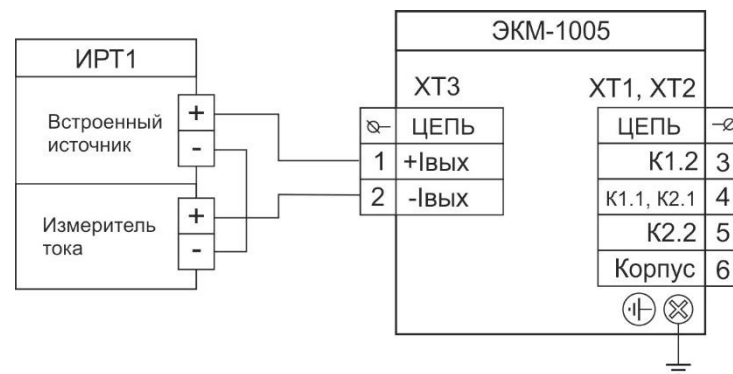 ИРТ1
Встроенный
источник
+
-
Измеритель
тока
+
-
ЭКМ-1005
XT3
ЦЕПЬ
1 +Iвых
2 -Iвых
XT1, XT2
ЦЕПЬ
К1.2 3
К1.1, К2.1 4
К2.2 5
Корпус 6